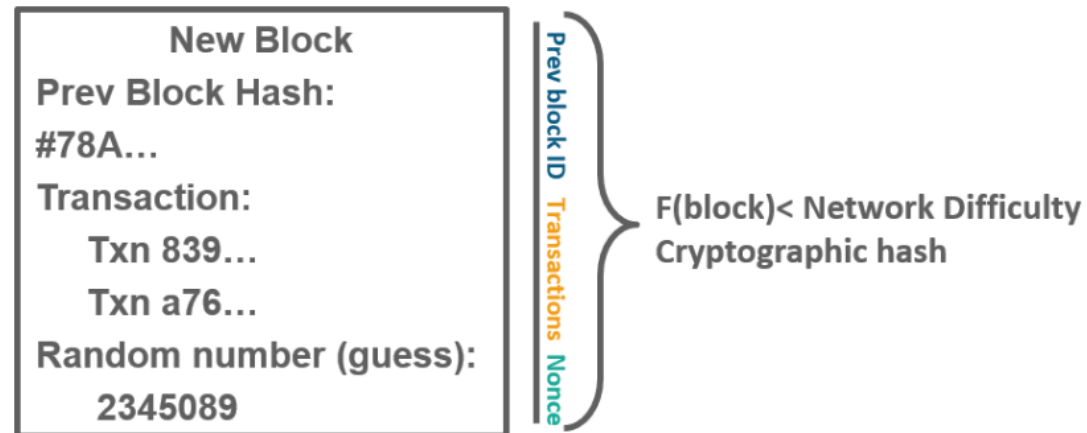 New Block
Prev Block Hash:
#78A...
Transaction:
Txn 839...
Txn a76...
Random number (guess):
2345089
Prev block ID Transactions Nonce
F(block)< Network Difficulty
Cryptographic hash